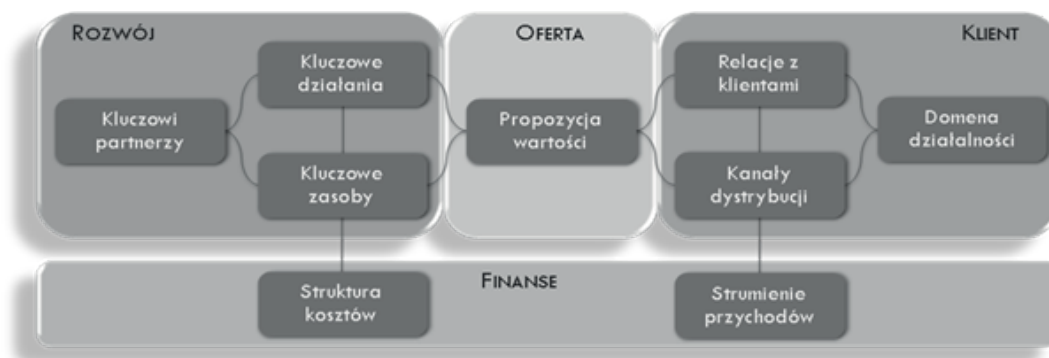 ROZWÓJ
Kluczowi
partnerzy
Kluczowe
działania
Kluczowe
zasoby
OFERTA
Propozycja
wartości
KLIENT
Relacje z
klientami
Kanały
dystrybucji
Domena
działalności
FINANSE
Struktura
kosztów
Strumienie
przychodów